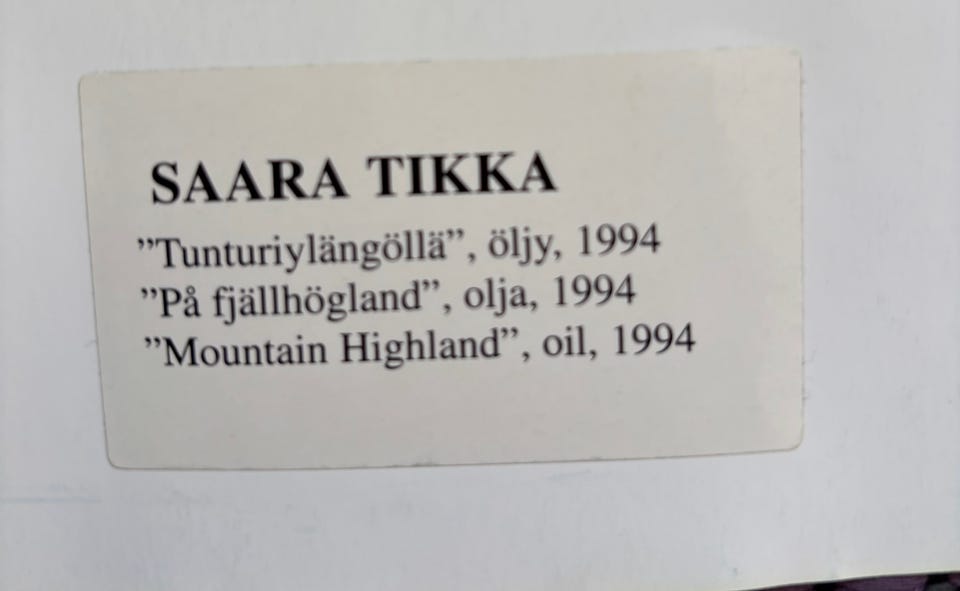 SAARA TIKKA
”Tunturiylängöllä”, öljy, 1994
”På fjällhögland”, olja, 1994
”Mountain Highland”, oil, 1994